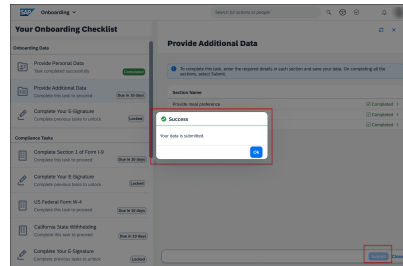 SAP Onboarding
Search for actions or people
Your Onboarding Checklist
Onboarding Data
Provide Personal Data
Task completed successfully
Completed
Provide Additional Data
Complete this task to proceed
Due in 10 days
Complete Your E-Signature
Complete previous tasks to unlock
Locked
Compliance Tasks
Complete Section 1 of Form I-9
Complete this task to proceed
Due in 10 days
Complete Your E-Signature
Complete previous tasks to unlock
Locked
US Federal Form W-4
Complete this task to proceed
Due in 10 days
California State Withholding
Complete this task to proceed
Due in 10 days
Complete Your E-Signature
Complete previous tasks to unlock
Locked
Provide Additional Data
To complete this task, enter the required details in each section and save your data. On completing all the
sections, select Submit.
Section Name
Provide meal preference
Completed
Completed
Completed
Success
Your data is submitted.
Ok
Submit
Close